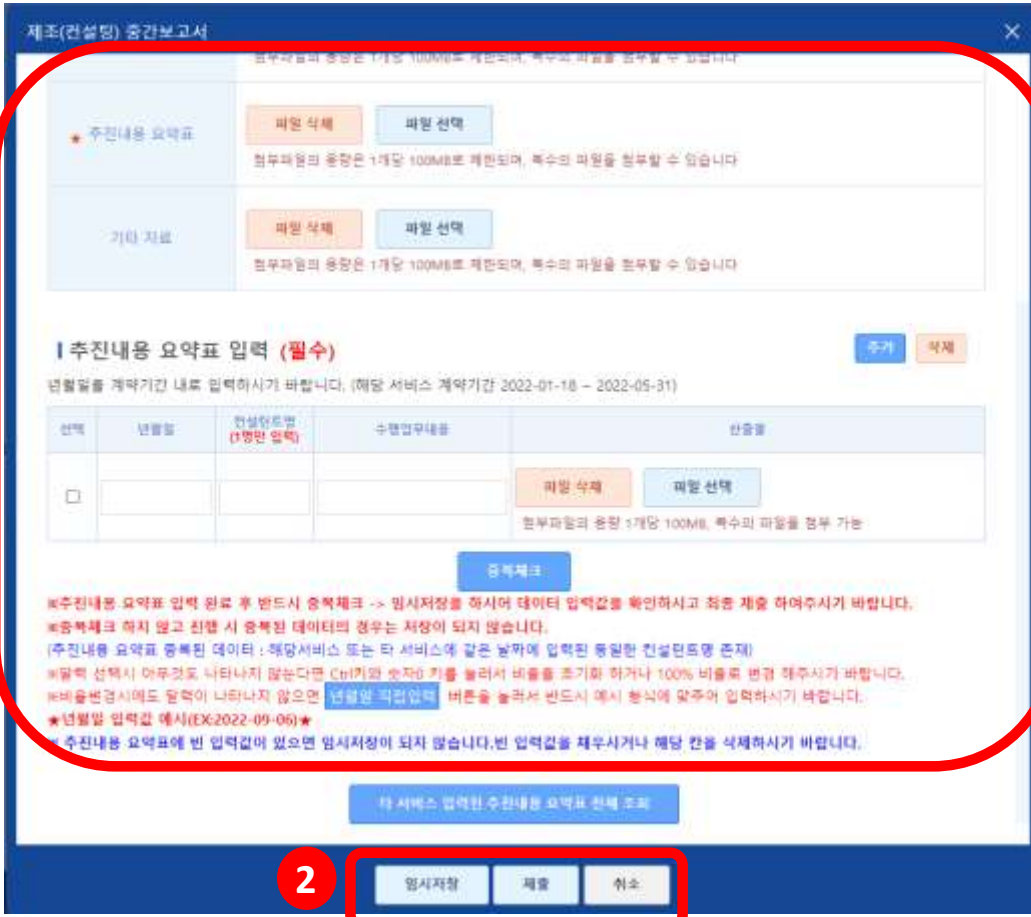 제조(컨설팅) 중간보고서
첨부파일의 용량은 1개당 100MB로 제한되며, 복수의 파일을 첨부할 수 있습니다
★ 추진내용 요약표
파일 삭제 파일 선택
첨부파일의 용량은 1개당 100MB로 제한되며, 복수의 파일을 첨부할 수 있습니다
기타 자료
파일 삭제 파일 선택
첨부파일의 용량은 1개당 100MB로 제한되며, 복수의 파일을 첨부할 수 있습니다
추진내용 요약표 입력 (필수)
추가 삭제
년월일을 계약기간 내로 입력하시기 바랍니다. (해당 서비스 계약기간 2022-01-18 ~ 2022-05-31)
선택 년월일 컨설턴트명 수행업무내용 산출물
(1명만 입력)
파일 삭제 파일 선택
첨부파일의 용량 1개당 100MB, 복수의 파일을 첨부 가능
중복체크
※추진내용 요약표 입력 완료 후 반드시 중복체크 -> 임시저장을 하시어 데이터 입력값을 확인하시고 최종 제출 하여주시기 바랍니다.
※중복체크 하지 않고 진행 시 중복된 데이터의 경우는 저장이 되지 않습니다.
(추진내용 요약표 중복된 데이터 : 해당서비스 또는 타 서비스에 같은 날짜에 입력된 동일한 컨설턴트명 존재)
※달력 선택시 아무것도 나타나지 않는다면 Ctrl키와 숫자0 키를 눌러서 비율을 초기화 하거나 100% 비율로 변경 해주시기 바랍니다.
※비율변경시에도 달력이 나타나지 않으면 년월일 직접입력 버튼을 눌러서 반드시 예시 형식에 맞추어 입력하시기 바랍니다.
★년월일 입력값 예시(EX:2022-09-06)★
※ 추진내용 요약표에 빈 입력값이 있으면 임시저장이 되지 않습니다.빈 입력값을 채우시거나 해당 칸을 삭제하시기 바랍니다.
타 서비스 입력된 추진내용 요약표 전체 조회
2
임시저장 제출 취소